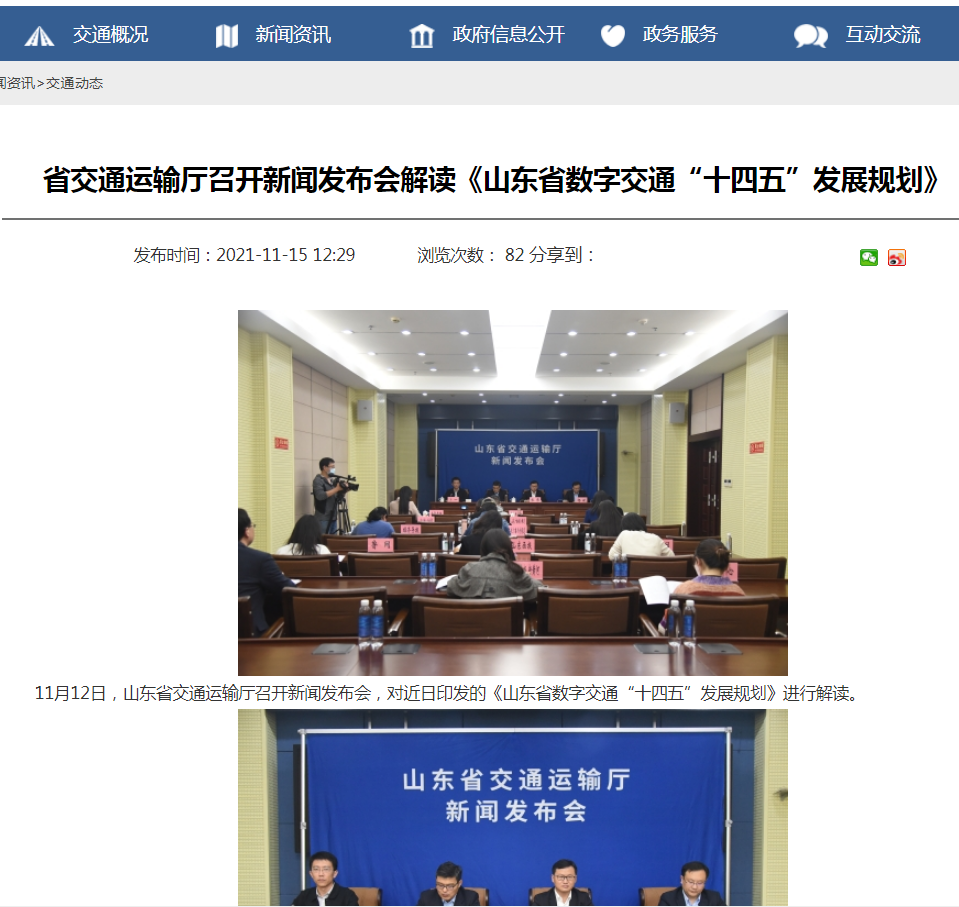 交通概况 新闻资讯 政府信息公开 政务服务 互动交流
闻资讯>交通动态
省交通运输厅召开新闻发布会解读《山东省数字交通“十四五”发展规划》
发布时间：2021-11-15 12:29 浏览次数： 82 分享到：
山东省交通运输厅
新闻发布会
11月12日，山东省交通运输厅召开新闻发布会，对近日印发的《山东省数字交通“十四五”发展规划》进行解读。
山东省交通运输厅
新闻发布会